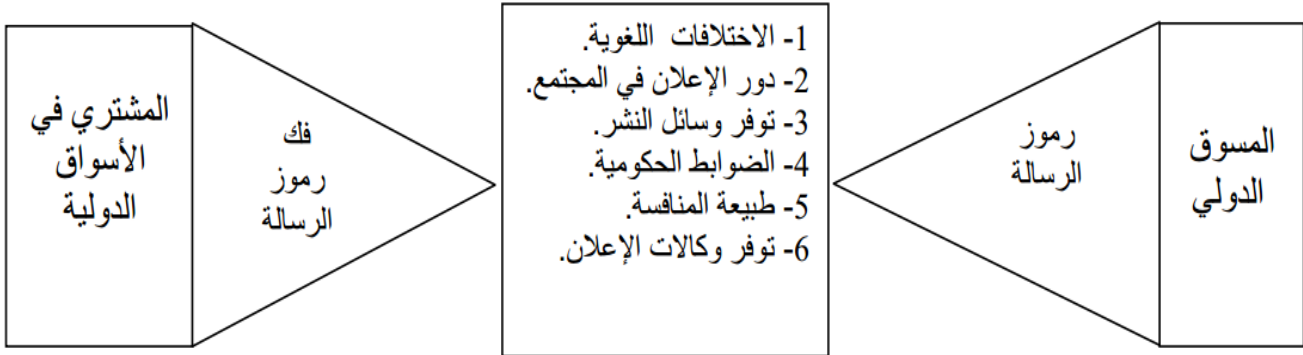 المسوق
الدولي
رموز
الرسالة
1- الاختلافات اللغوية.
2- دور الإعلان في المجتمع.
3- توفر وسائل النشر.
4- الضوابط الحكومية.
5- طبيعة المنافسة.
6- توفر وكالات الإعلان.
فك
رموز
الرسالة
المشتري في
الأسواق
الدولية